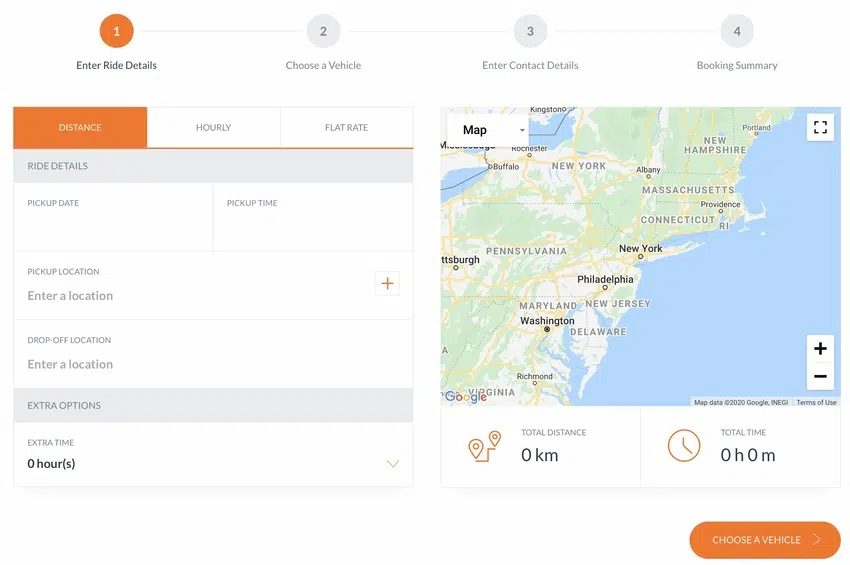 1
2
3
4
Enter Ride Details
Choose a Vehicle
Enter Contact Details
Booking Summary
DISTANCE
HOURLY
FLAT RATE
RIDE DETAILS
PICKUP DATE
PICKUP TIME
PICKUP LOCATION
Enter a location
+
DROP-OFF LOCATION
Enter a location
EXTRA OPTIONS
EXTRA TIME
0 hour(s)
Map
Kingston
Portland
Rochester
NEW
HAMPSHIRE
Buffalo
NEW YORK
Albany
MASSACHUSETTS
Providence
CONNECTICUT
RI
New York
PENNSYLVANIA
ttsburgh
Philadelphia
MARYLAND
NEW JERSEY
Washington
DELAWARE
+
−
Richmond
VIRGINIA
Google
Map data ©2020 Google, INEGI
Terms of Use
TOTAL DISTANCE
0 km
TOTAL TIME
0 h 0 m
CHOOSE A VEHICLE